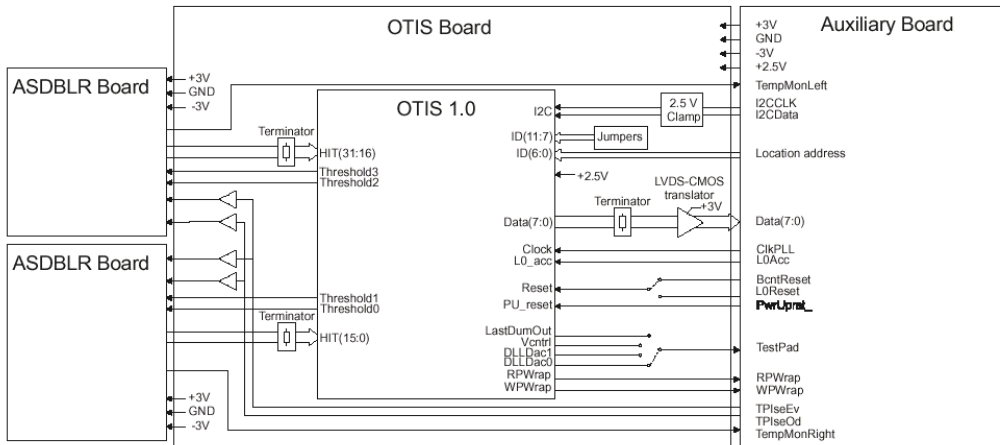 OTIS Board
Auxiliary Board
+3V
GND
-3V
+2.5V
TempMonLeft
I2CCLK
I2CData
Location address
Data(7:0)
ClkPLL
L0Acc
BcntReset
L0Reset
TestPad
RPWrap
WPWrap
TPIseEv
TPIseOd
TempMonRight
ASDBLR Board
+3V
GND
-3V
ASDBLR Board
+3V
GND
-3V
Terminator
Terminator
OTIS 1.0
HIT(31:16)
Threshold3
Threshold2
Threshold1
Threshold0
HIT(15:0)
I2C
ID(11:7)
ID(6:0)
+2.5V
Data(7:0)
Clock
L0_acc
Reset
PU_reset
LastDumOut
Vcntrl
DLLDac1
DLLDac0
RPWrap
WPWrap
2.5 V
Clamp
Jumpers
Terminator
LVDS-CMOS
translator
+3V